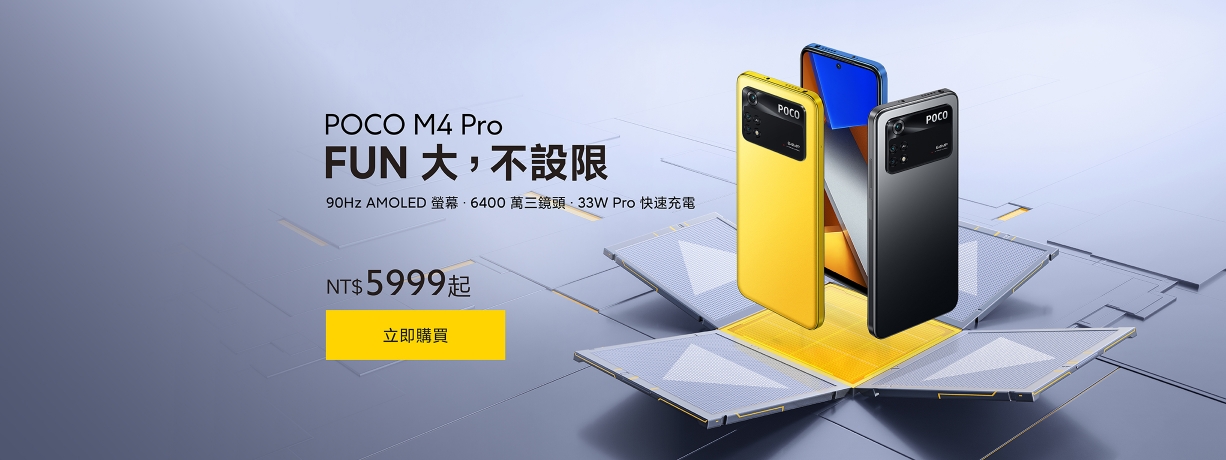 POCO M4 Pro
FUN 大，不設限
90Hz AMOLED 螢幕 · 6400 萬三鏡頭 · 33W Pro 快速充電
NT$5999起
立即購買
POCO
POCO